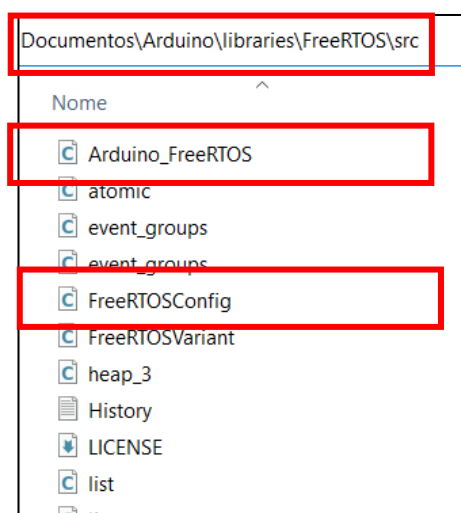 Documentos\Arduino\libraries\FreeRTOS\src
Nome
Arduino_FreeRTOS
atomic
event_groups
event_groups
FreeRTOSConfig
FreeRTOSVariant
heap_3
History
LICENSE
list